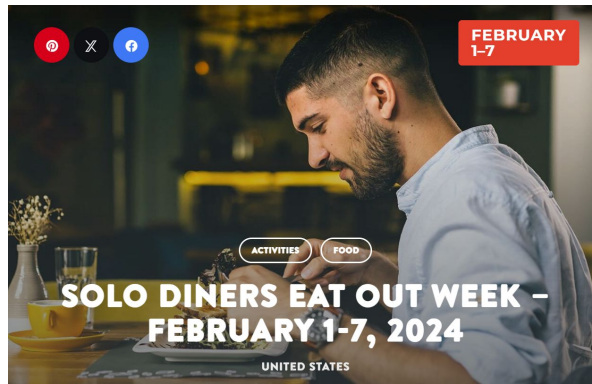 FEBRUARY
1–7
ACTIVITIES
FOOD
SOLO DINERS EAT OUT WEEK –
FEBRUARY 1-7, 2024
UNITED STATES